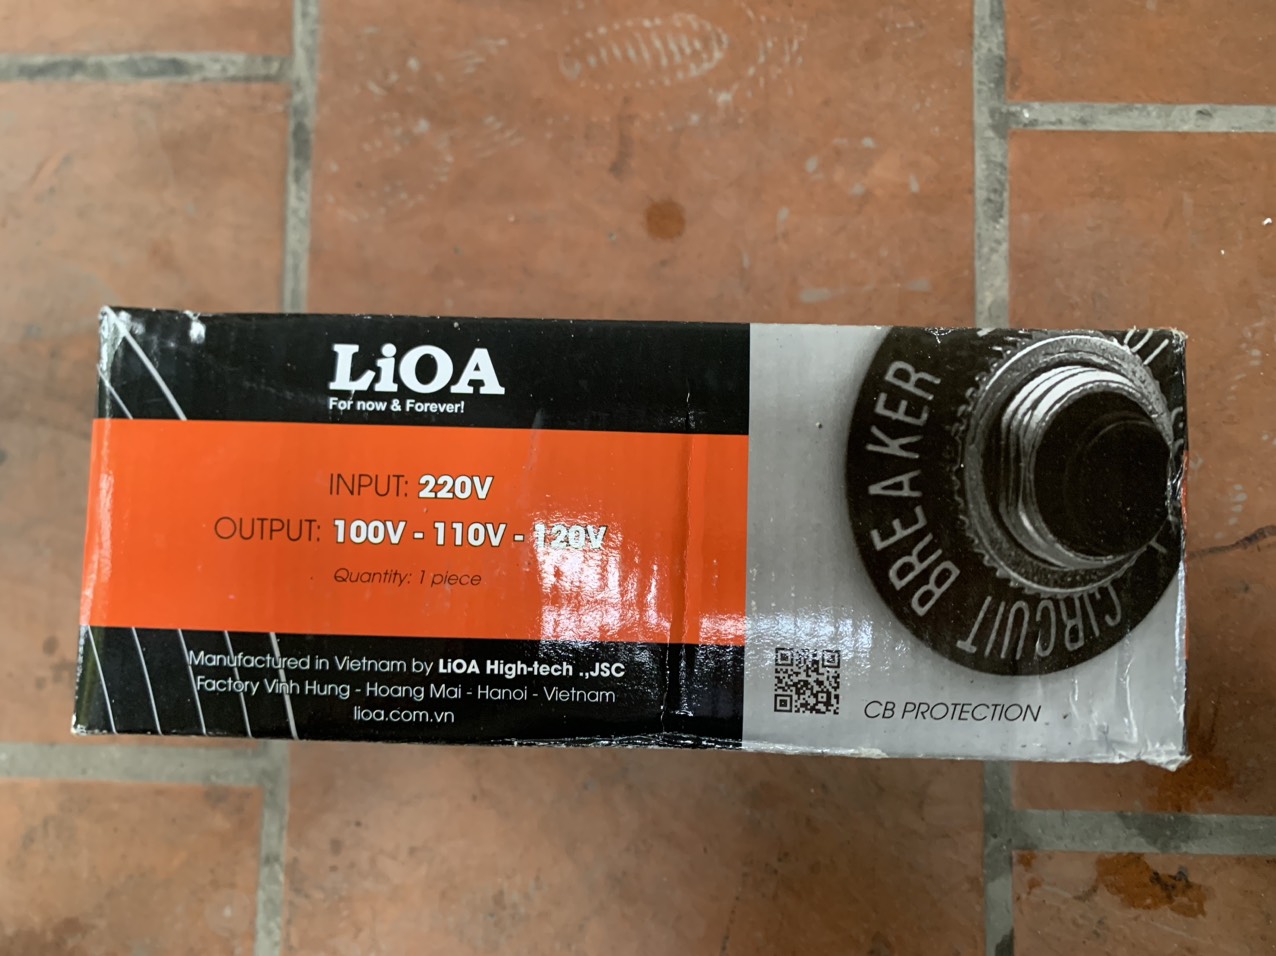 LiOA
For now & Forever!
INPUT: 220V
OUTPUT: 100V - 110V - 120V
Quantity: 1 piece
Manufactured in Vietnam by LiOA High-tech .,JSC
Factory Vinh Hung - Hoang Mai - Hanoi - Vietnam
lioa.com.vn
CIRCUIT BREAKER
CB PROTECTION